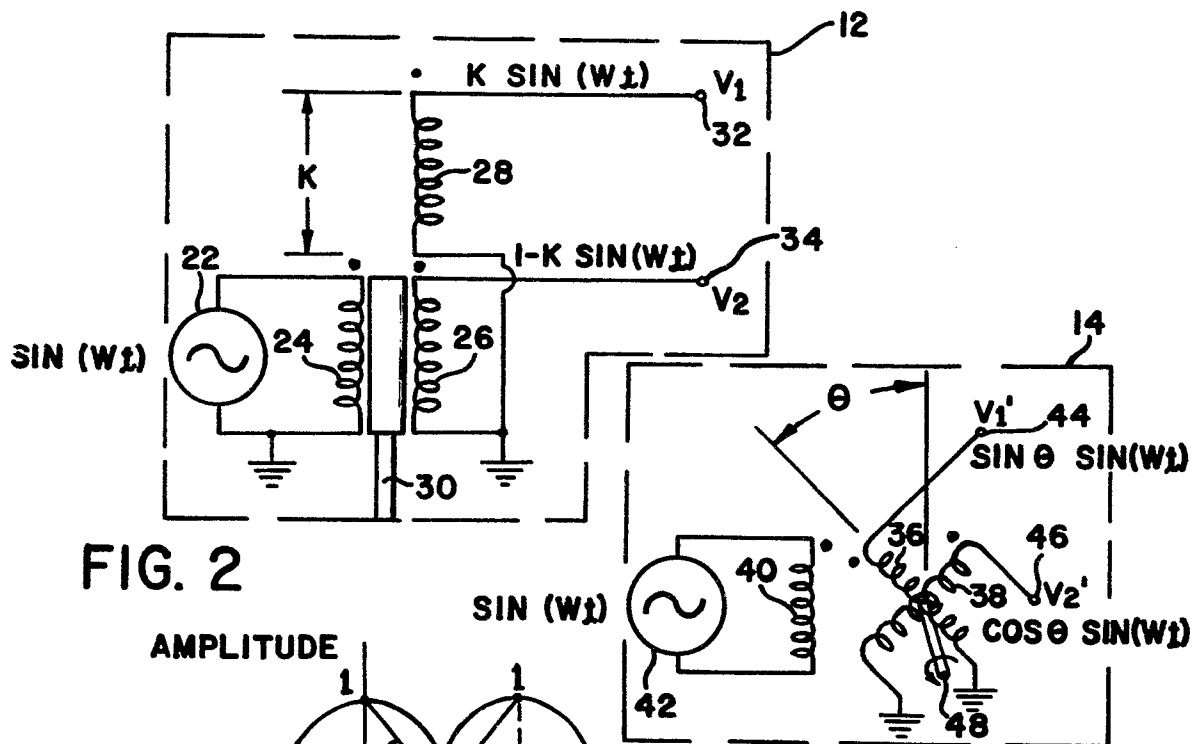 12
K SIN (Wt)
V1
32
K
28
1-K SIN(Wt)
34
22
V2
24
26
SIN (Wt)
30
14
θ
V1'
44
SIN θ SIN(Wt)
36
46
40
38
V2'
SIN (Wt)
COS θ SIN(Wt)
42
48
FIG. 2
AMPLITUDE
1
1